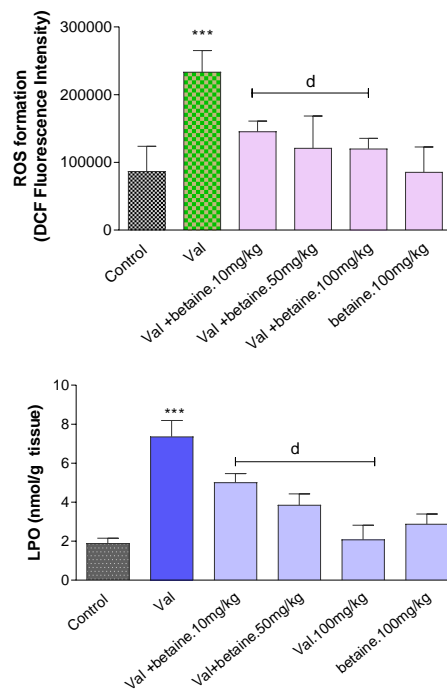 ROS formation
(DCF Fluorescence Intensity)
300000
200000
100000
0
***
d
Control
Val
Val +betaine.10mg/kg
Val +betaine.50mg/kg
Val +betaine.100mg/kg
betaine.100mg/kg
LPO (nmol/g tissue)
10
8
6
4
2
0
***
d
Control
Val
Val +betaine.10mg/kg
Val+betaine.50mg/kg
Val.100mg/kg
betaine.100mg/kg